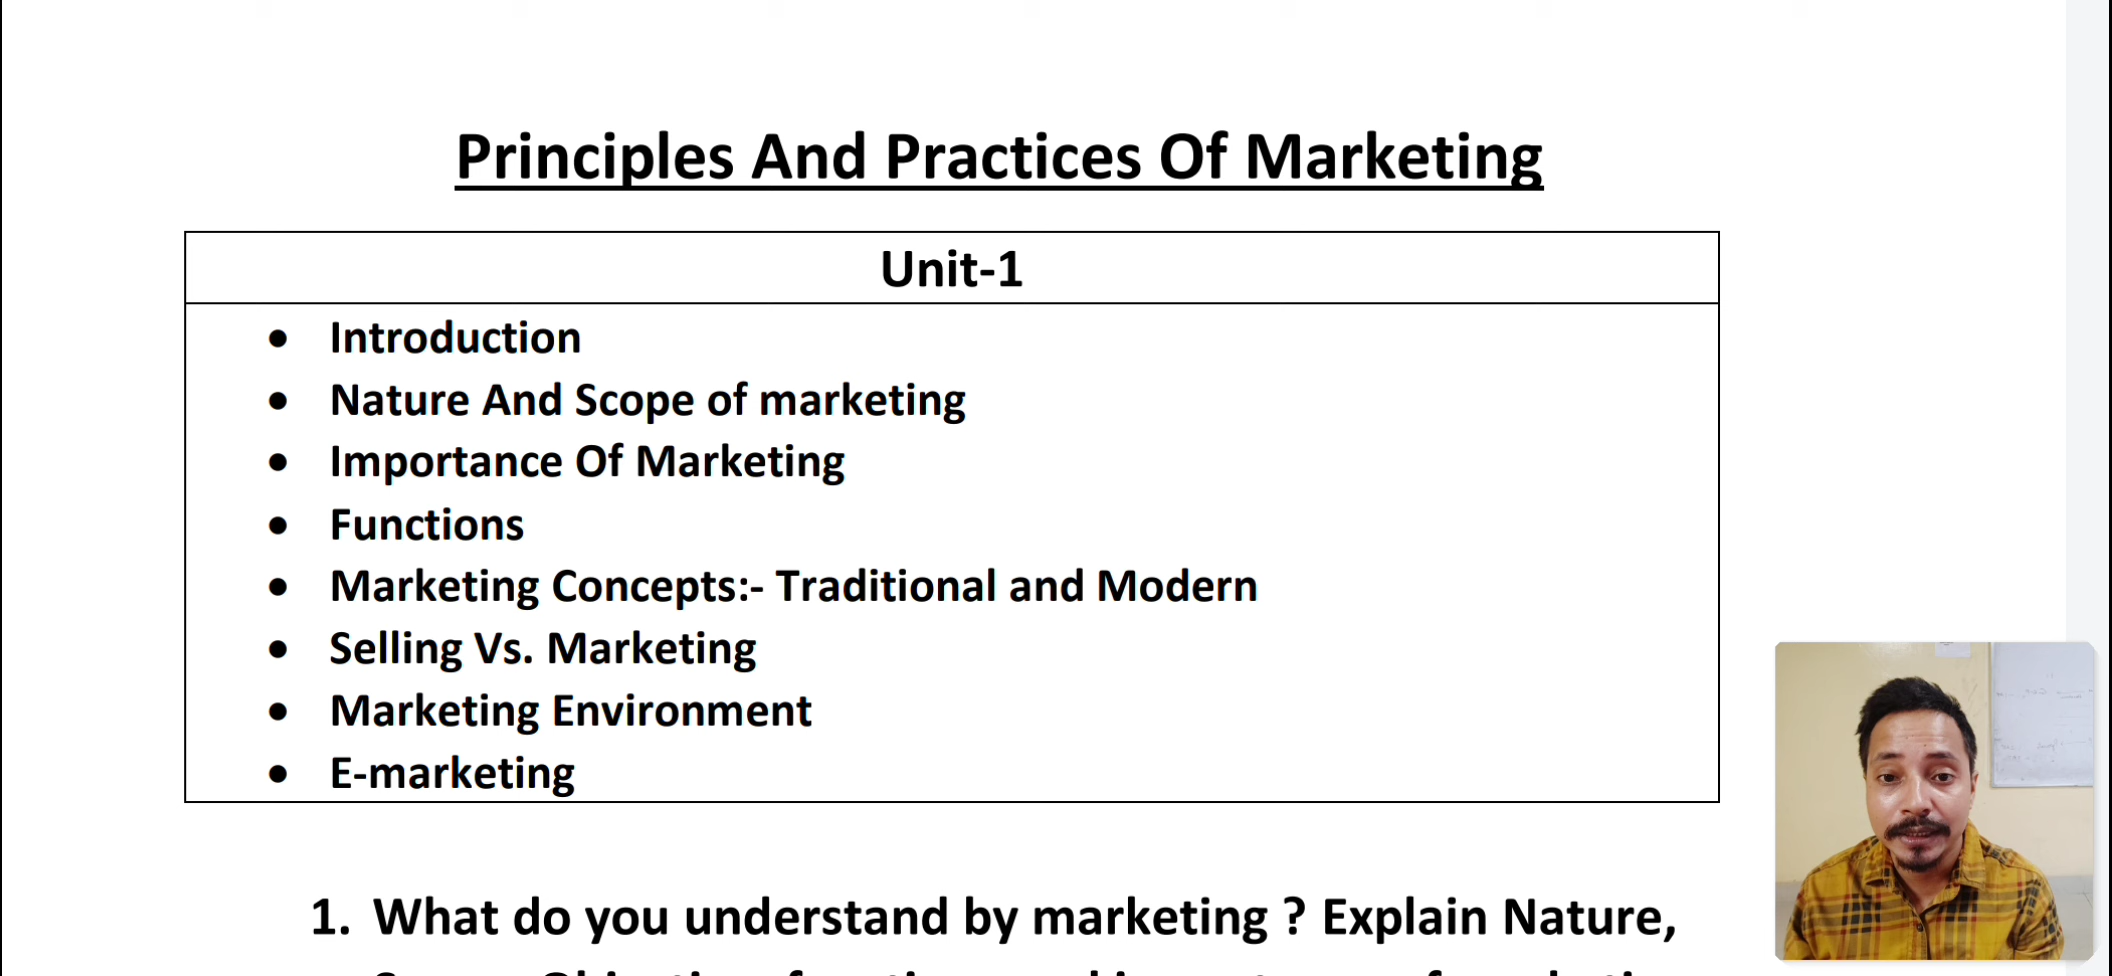 Principles And Practices Of Marketing
Unit-1
• Introduction
• Nature And Scope of marketing
• Importance Of Marketing
• Functions
• Marketing Concepts:- Traditional and Modern
• Selling Vs. Marketing
• Marketing Environment
• E-marketing
1. What do you understand by marketing ? Explain Nature,